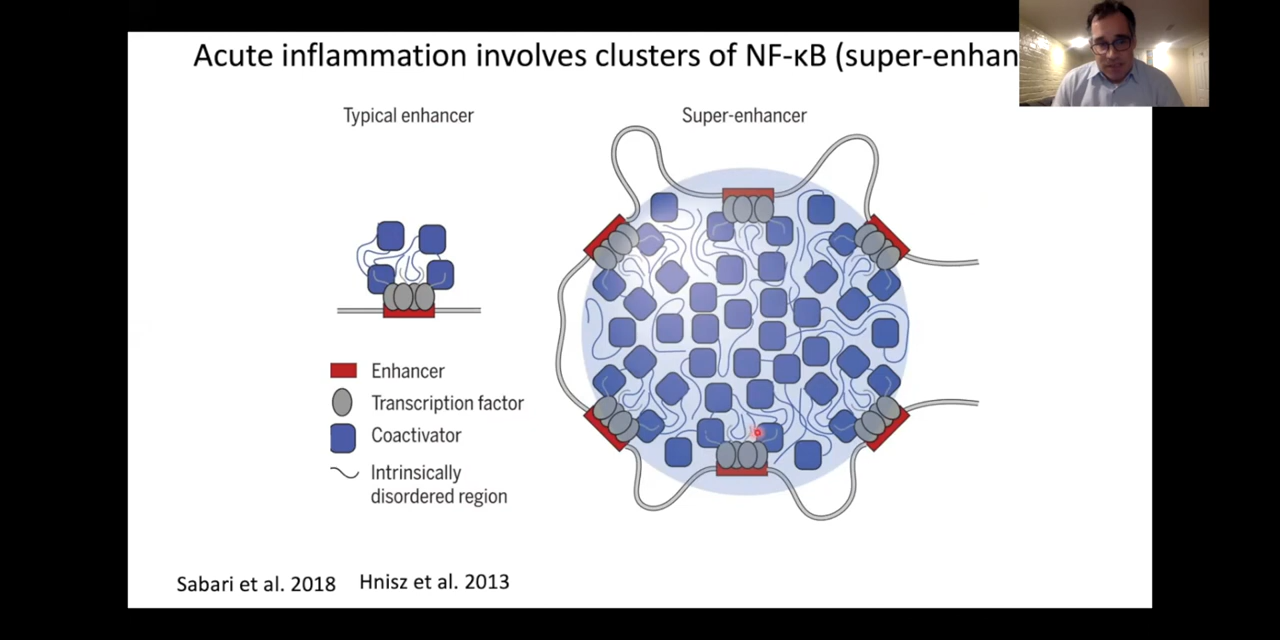 Acute inflammation involves clusters of NF-κB (super-enhan
Typical enhancer
Super-enhancer
Enhancer
Transcription factor
Coactivator
Intrinsically
disordered region
Sabari et al. 2018 Hnisz et al. 2013